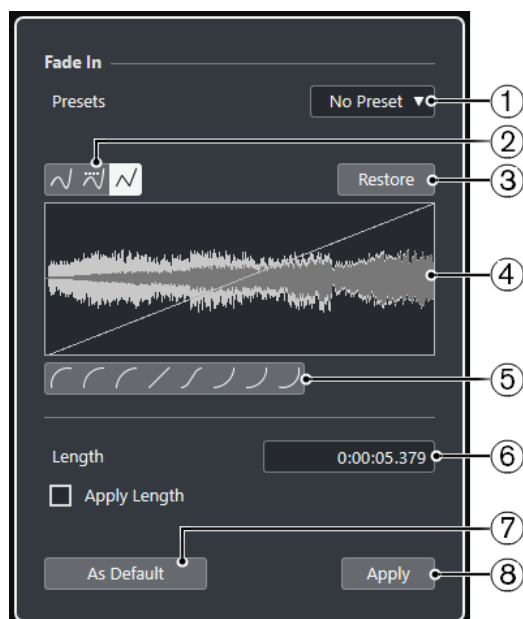 Fade In
Presets
No Preset
1
2
3
Restore
4
5
Length
0:00:05.379
6
Apply Length
7
As Default
Apply
8